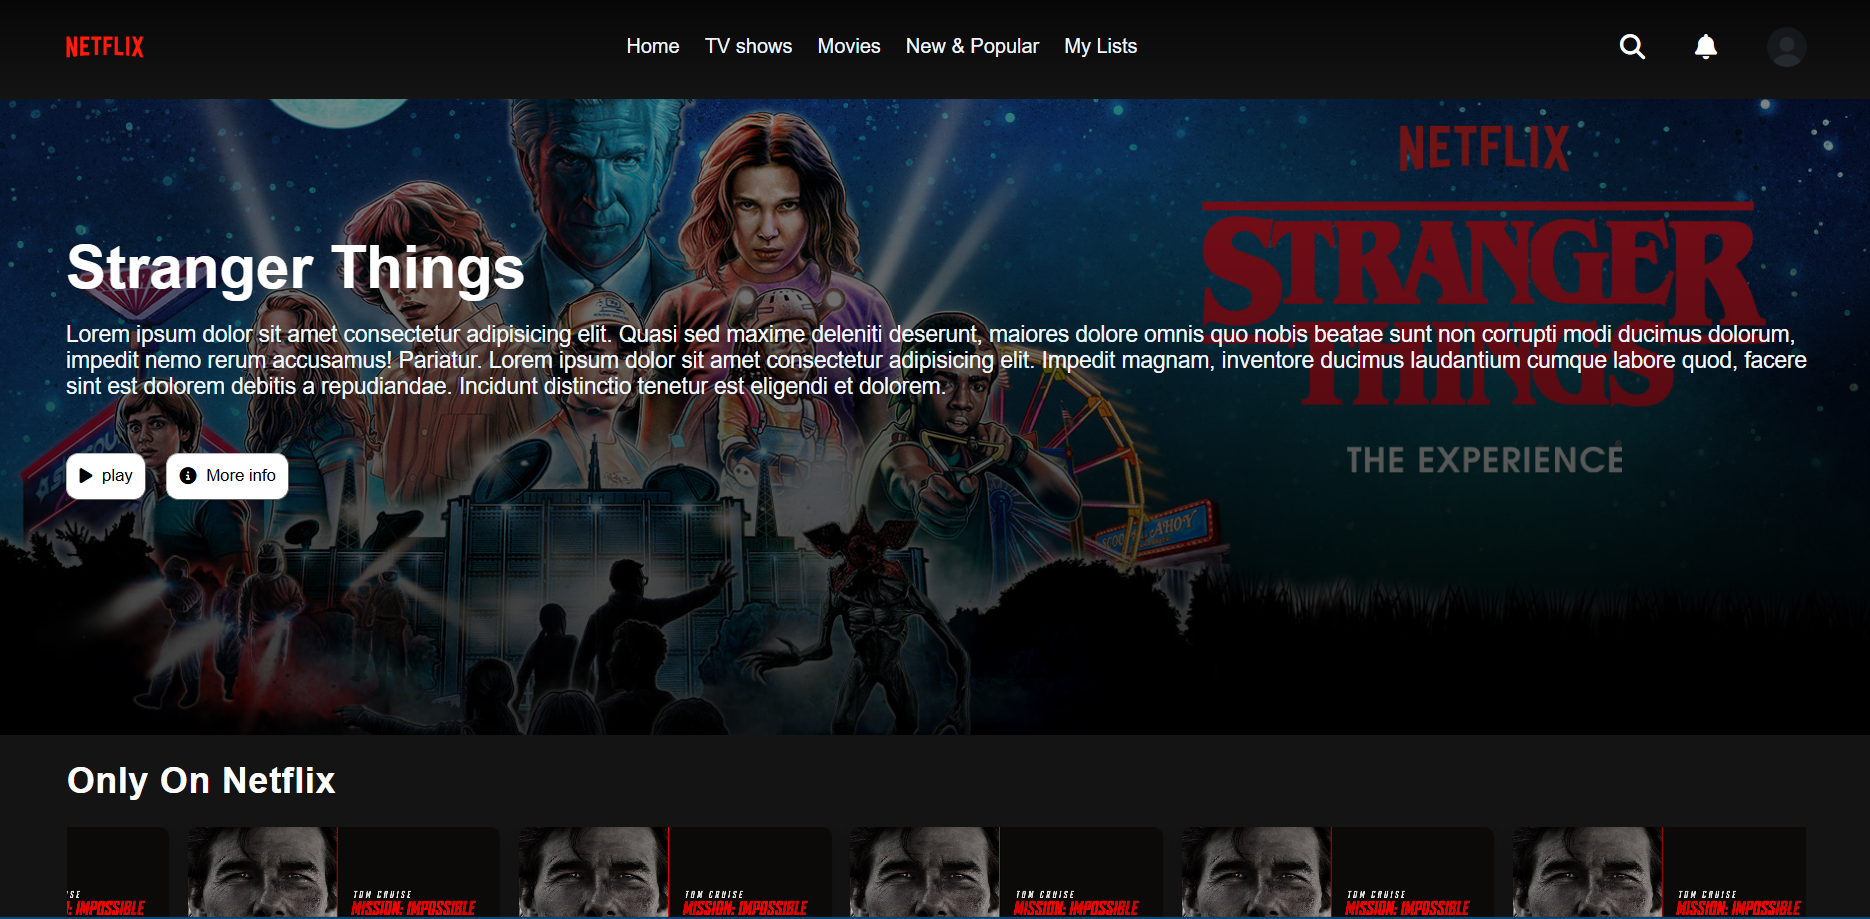 NETFLIX
Home TV shows Movies New & Popular My Lists
NETFLIX
STRANGER
THINGS
THE EXPERIENCE
Stranger Things
Lorem ipsum dolor sit amet consectetur adipisicing elit. Quasi sed maxime deleniti deserunt, maiores dolore omnis quo nobis beatae sunt non corrupti modi ducimus dolorum,
impedit nemo rerum accusamus! Pariatur. Lorem ipsum dolor sit amet consectetur adipisicing elit. Impedit magnam, inventore ducimus laudantium cumque labore quod, facere
sint est dolorem debitis a repudiandae. Incidunt distinctio tenetur est eligendi et dolorem.
play More info
SCOOPS AHOY
Only On Netflix
TOM CRUISE
MISSION: IMPOSSIBLE
TOM CRUISE
MISSION: IMPOSSIBLE
TOM CRUISE
MISSION: IMPOSSIBLE
TOM CRUISE
MISSION: IMPOSSIBLE
TOM CRUISE
MISSION: IMPOSSIBLE
: IMPOSSIBLE